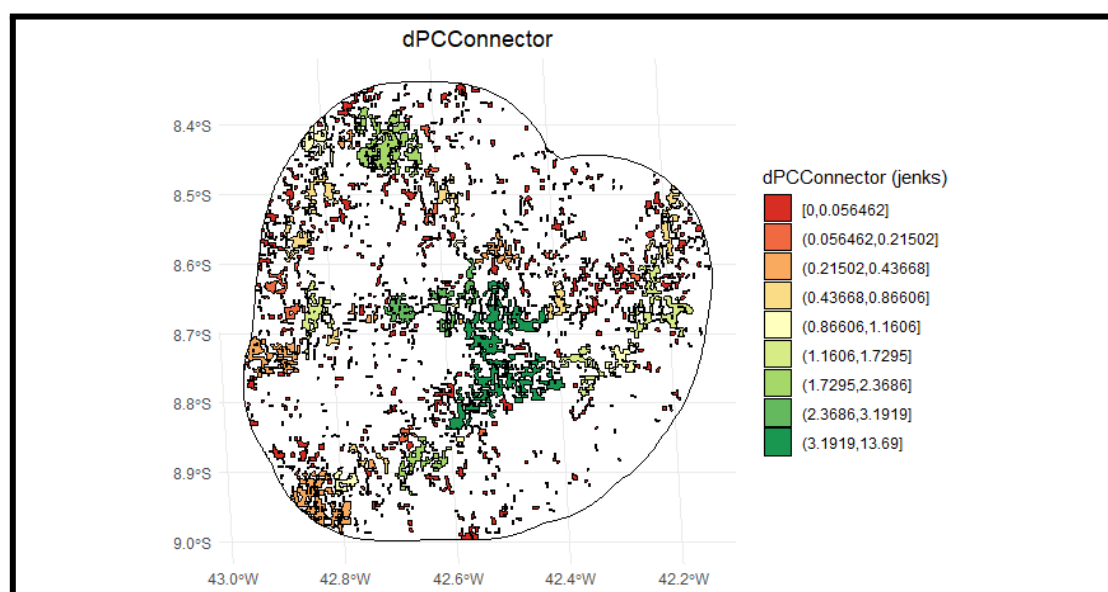 dPCConnector
8.4°S
8.5°S
8.6°S
8.7°S
8.8°S
8.9°S
9.0°S
43.0°W
42.8°W
42.6°W
42.4°W
42.2°W
dPCConnector (jenks)
[0,0.056462]
(0.056462,0.21502]
(0.21502,0.43668]
(0.43668,0.86606]
(0.86606,1.1606]
(1.1606,1.7295]
(1.7295,2.3686]
(2.3686,3.1919]
(3.1919,13.69]